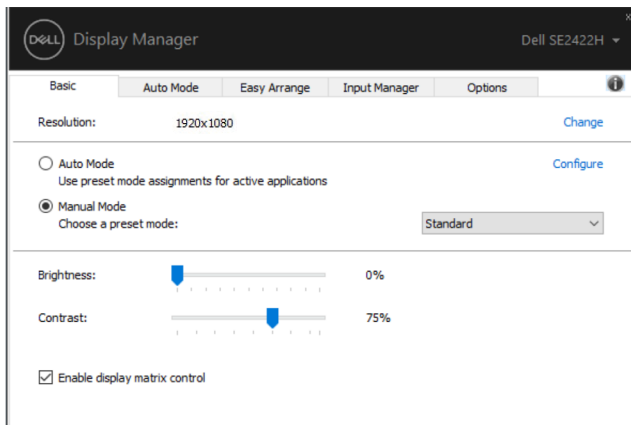 DELL Display Manager
Dell SE2422H
Basic Auto Mode Easy Arrange Input Manager Options
Resolution: 1920x1080 Change
Auto Mode Configure
Use preset mode assignments for active applications
Manual Mode
Choose a preset mode: Standard
Brightness: 0%
Contrast: 75%
Enable display matrix control